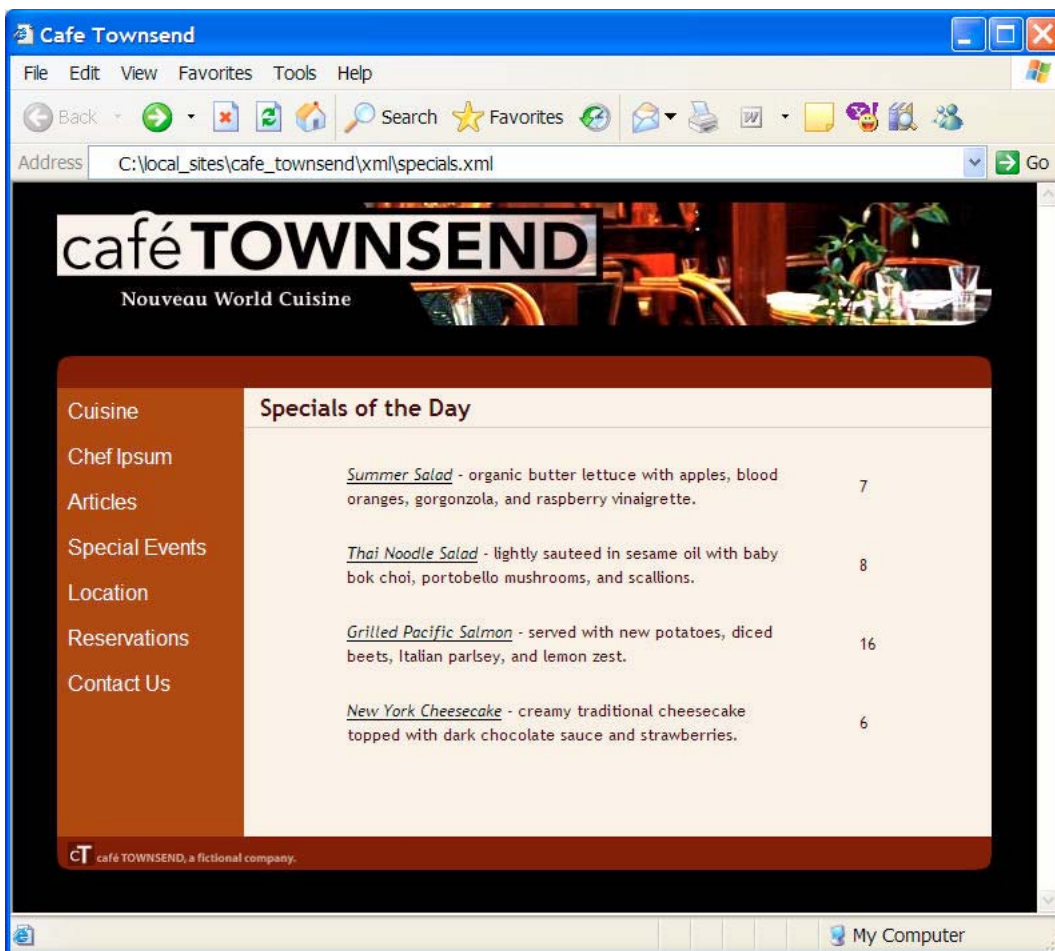 Cafe Townsend
File Edit View Favorites Tools Help
Back Search Favorites
Address C:\local_sites\cafe_townsend\xml\specials.xml Go
café TOWNSEND
Nouveau World Cuisine
Specials of the Day
Cuisine
Chef Ipsum
Articles
Special Events
Location
Reservations
Contact Us
Summer Salad - organic butter lettuce with apples, blood
oranges, gorgonzola, and raspberry vinaigrette.
7
Thai Noodle Salad - lightly sauteed in sesame oil with baby
bok choi, portobello mushrooms, and scallions.
8
Grilled Pacific Salmon - served with new potatoes, diced
beets, Italian parlsey, and lemon zest.
16
New York Cheesecake - creamy traditional cheesecake
topped with dark chocolate sauce and strawberries.
6
cT café TOWNSEND, a fictional company.
My Computer